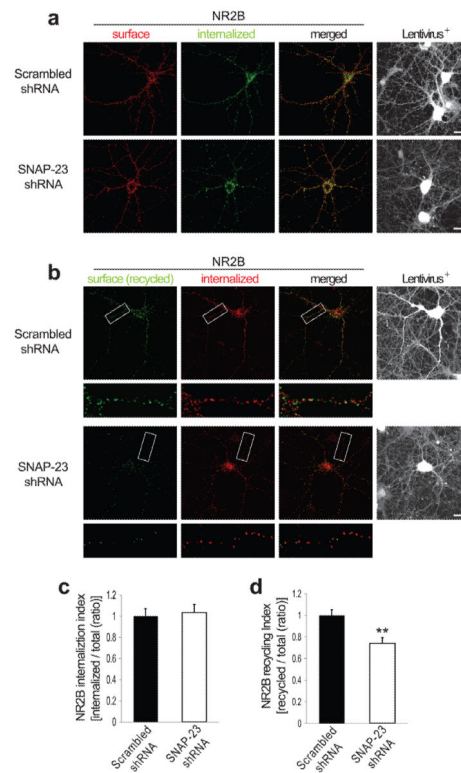 a
NR2B
surface internalized merged Lentivirus+
Scrambled
shRNA
SNAP-23
shRNA
b
NR2B
surface (recycled) internalized merged Lentivirus+
Scrambled
shRNA
SNAP-23
shRNA
c
NR2B internaliztion index
[internalized / total (ratio)]
1.2
1
0.8
0.6
0.4
0.2
0
Scrambled
shRNA
SNAP-23
shRNA
d
NR2B recycling Index
[recycled / total (ratio)]
1.2
1
0.8
0.6
0.4
0.2
0
**
Scrambled
shRNA
SNAP-23
shRNA